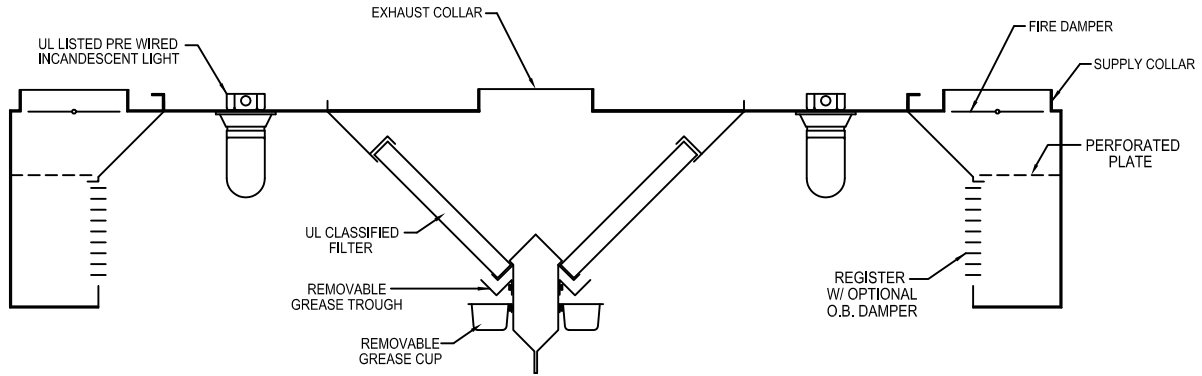 EXHAUST COLLAR
FIRE DAMPER
UL LISTED PRE WIRED
INCANDESCENT LIGHT
SUPPLY COLLAR
PERFORATED
PLATE
UL CLASSIFIED
FILTER
REMOVABLE
GREASE TROUGH
REGISTER
W/ OPTIONAL
O.B. DAMPER
REMOVABLE
GREASE CUP